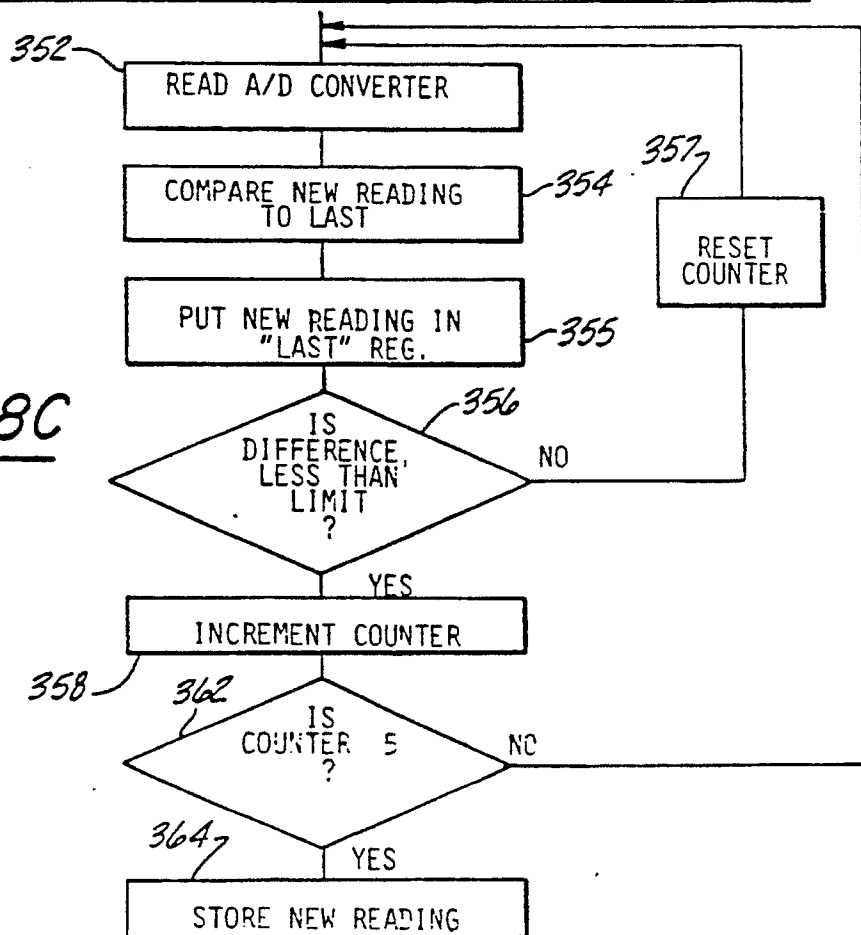 352
READ A/D CONVERTER
COMPARE NEW READING
TO LAST
354
357
RESET
COUNTER
PUT NEW READING IN
"LAST" REG.
355
8C
356
IS
DIFFERENCE
LESS THAN
LIMIT
?
NO
YES
INCREMENT COUNTER
358
362
IS
COUNTER 5
?
NO
364
YES
STORE NEW READING